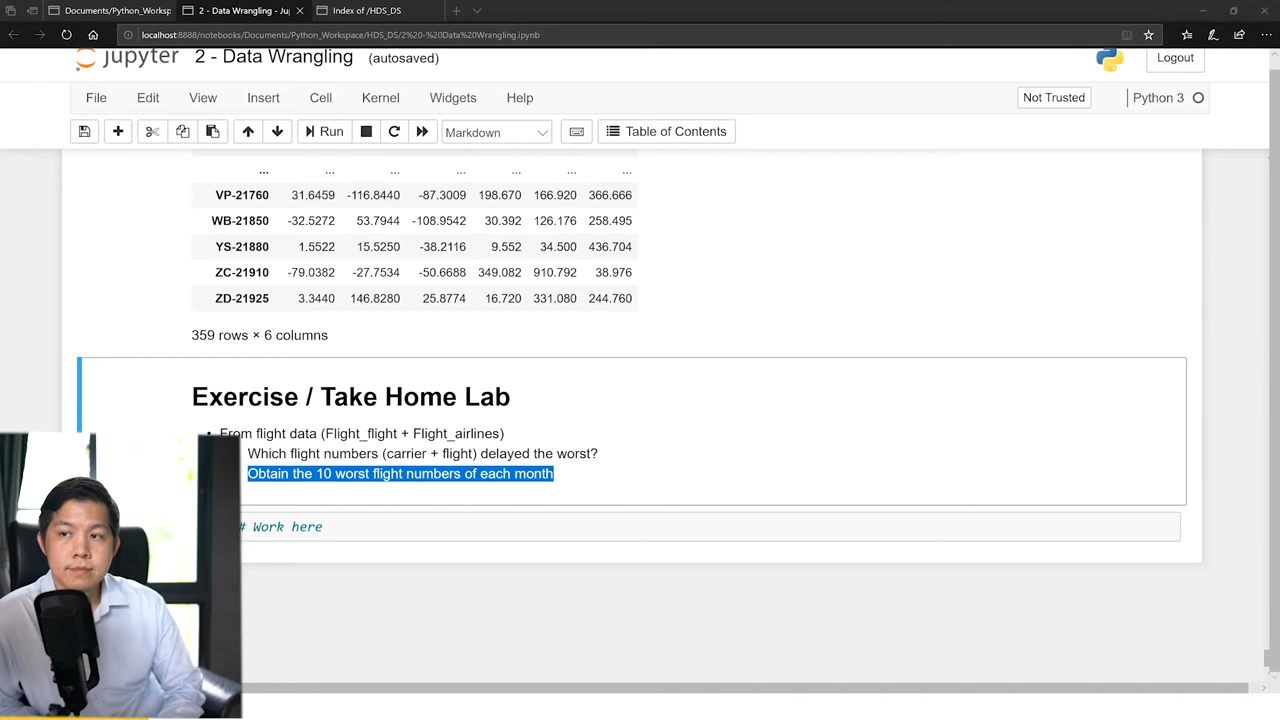 Documents/Python_Worksp
2 - Data Wrangling - Ju
Index of /HDS_DS
localhost:8888/notebooks/Documents/Python_Workspace/HDS_DS/2%20-%20Data%20Wrangling.ipynb
jupyter 2 - Data Wrangling (autosaved)
Logout
File Edit View Insert Cell Kernel Widgets Help
Not Trusted
Python 3
Run
Markdown
Table of Contents
... ... ... ... ... ... ...
VP-21760 31.6459 -116.8440 -87.3009 198.670 166.920 366.666
WB-21850 -32.5272 53.7944 -108.9542 30.392 126.176 258.495
YS-21880 1.5522 15.5250 -38.2116 9.552 34.500 436.704
ZC-21910 -79.0382 -27.7534 -50.6688 349.082 910.792 38.976
ZD-21925 3.3440 146.8280 25.8774 16.720 331.080 244.760
359 rows × 6 columns
Exercise / Take Home Lab
From flight data (Flight_flight + Flight_airlines)
Which flight numbers (carrier + flight) delayed the worst?
Obtain the 10 worst flight numbers of each month
# Work here